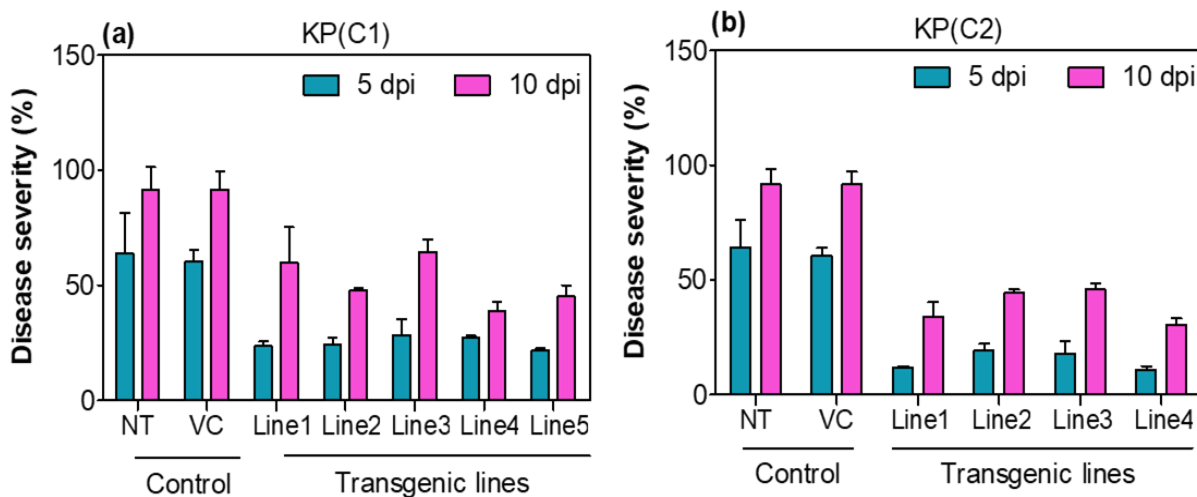 (a)
KP(C1)
Disease severity (%)
150
100
50
0
5 dpi
10 dpi
NT
VC
Line1
Line2
Line3
Line4
Line5
Control
Transgenic lines
(b)
KP(C2)
Disease severity (%)
150
100
50
0
5 dpi
10 dpi
NT
VC
Line1
Line2
Line3
Line4
Control
Transgenic lines